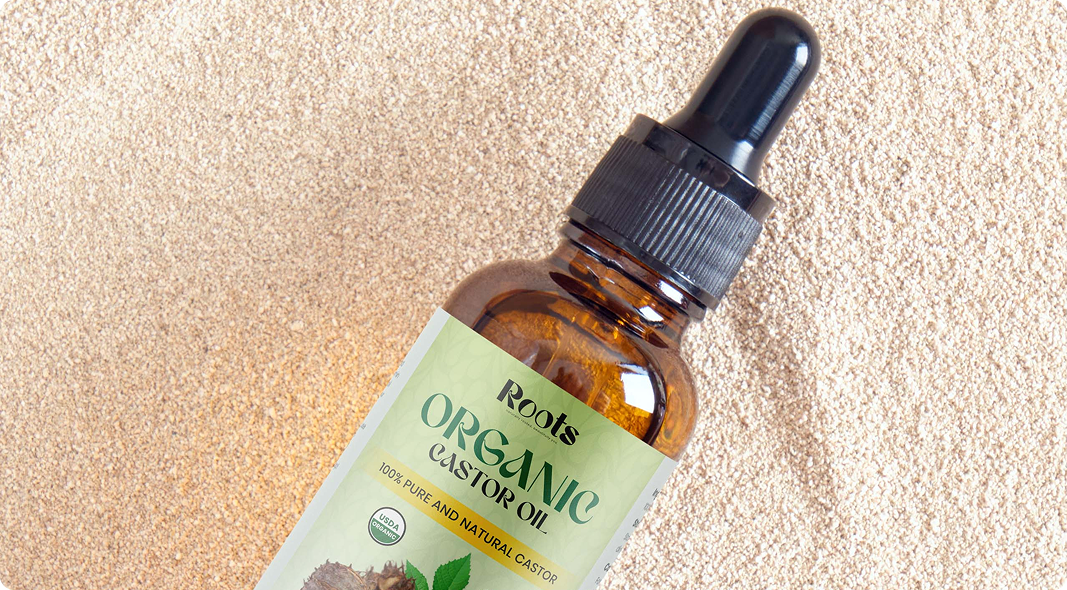 Roots
ORGANIC
CASTOR OIL
100% PURE AND NATURAL CASTOR
USDA
ORGANIC